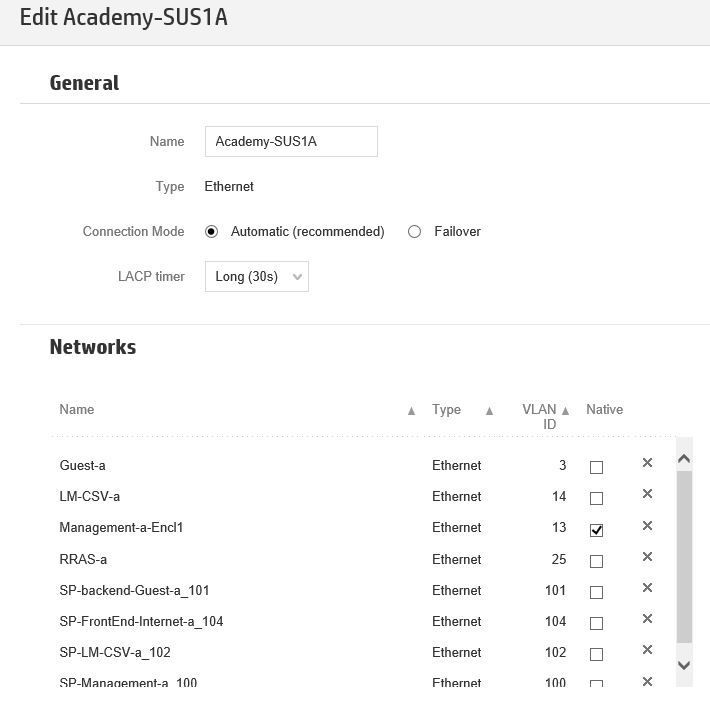 Edit Academy-SUS1A
General
Name Academy-SUS1A
Type Ethernet
Connection Mode Automatic (recommended) Failover
LACP timer Long (30s)
Networks
Name Type VLAN ID Native
Guest-a Ethernet 3
LM-CSV-a Ethernet 14
Management-a-Encl1 Ethernet 13
RRAS-a Ethernet 25
SP-backend-Guest-a_101 Ethernet 101
SP-FrontEnd-Internet-a_104 Ethernet 104
SP-LM-CSV-a_102 Ethernet 102
SP-Management-a_100 Ethernet 100